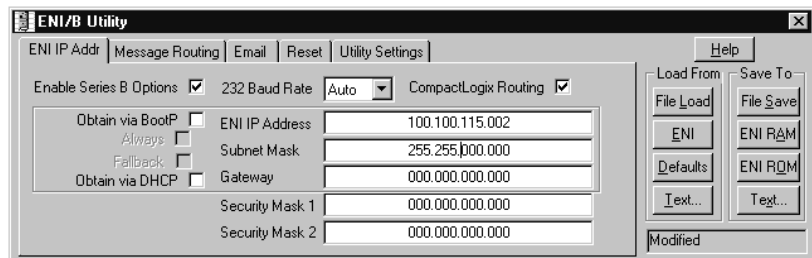 ENI/B Utility
ENI IP Addr Message Routing Email Reset Utility Settings Help
Enable Series B Options 232 Baud Rate Auto CompactLogix Routing
Load From Save To
File Load File Save
Obtain via BootP ENI IP Address 100.100.115.002
Always
ENI ENI RAM
Subnet Mask 255.255.000.000
Fallback
Defaults ENI ROM
Obtain via DHCP Gateway 000.000.000.000
Security Mask 1 000.000.000.000
Text... Text...
Security Mask 2 000.000.000.000
Modified